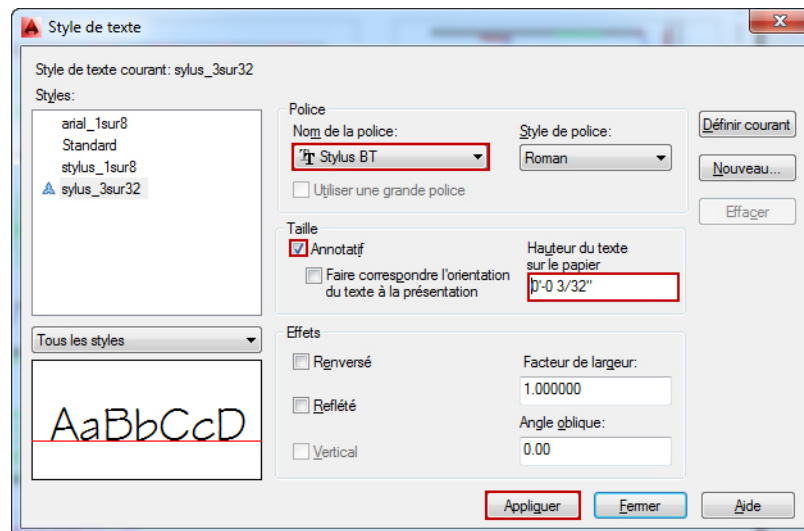 Style de texte
Style de texte courant: sylus_3sur32
Styles:
arial_1sur8
Standard
stylus_1sur8
sylus_3sur32
Tous les styles
AaBbCcD
Police
Nom de la police:
Stylus BT
Style de police:
Roman
Utiliser une grande police
Taille
Annotatif
Faire correspondre l'orientation
du texte à la présentation
Hauteur du texte
sur le papier
0'-0 3/32"
Effets
Renversé
Reflété
Vertical
Facteur de largeur:
1.000000
Angle oblique:
0.00
Définir courant
Nouveau...
Effaçer
Appliquer
Fermer
Aide